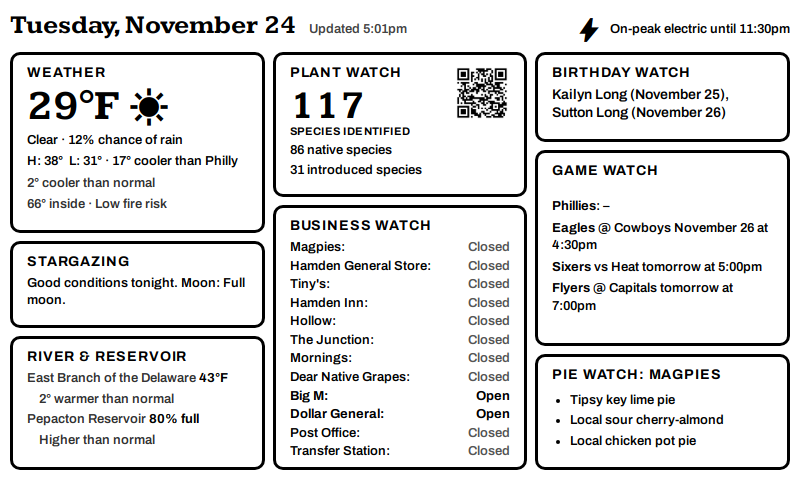 Tuesday, November 24 Updated 5:01pm
On-peak electric until 11:30pm
WEATHER
29°F
Clear · 12% chance of rain
H: 38° L: 31° · 17° cooler than Philly
2° cooler than normal
66° inside · Low fire risk
STARGAZING
Good conditions tonight. Moon: Full
moon.
RIVER & RESERVOIR
East Branch of the Delaware 43°F
2° warmer than normal
Pepacton Reservoir 80% full
Higher than normal
PLANT WATCH
117
SPECIES IDENTIFIED
86 native species
31 introduced species
BUSINESS WATCH
Magpies: Closed
Hamden General Store: Closed
Tiny's: Closed
Hamden Inn: Closed
Hollow: Closed
The Junction: Closed
Mornings: Closed
Dear Native Grapes: Closed
Big M: Open
Dollar General: Open
Post Office: Closed
Transfer Station: Closed
BIRTHDAY WATCH
Kailyn Long (November 25),
Sutton Long (November 26)
GAME WATCH
Phillies: –
Eagles @ Cowboys November 26 at
4:30pm
Sixers vs Heat tomorrow at 5:00pm
Flyers @ Capitals tomorrow at
7:00pm
PIE WATCH: MAGPIES
• Tipsy key lime pie
• Local sour cherry-almond
• Local chicken pot pie